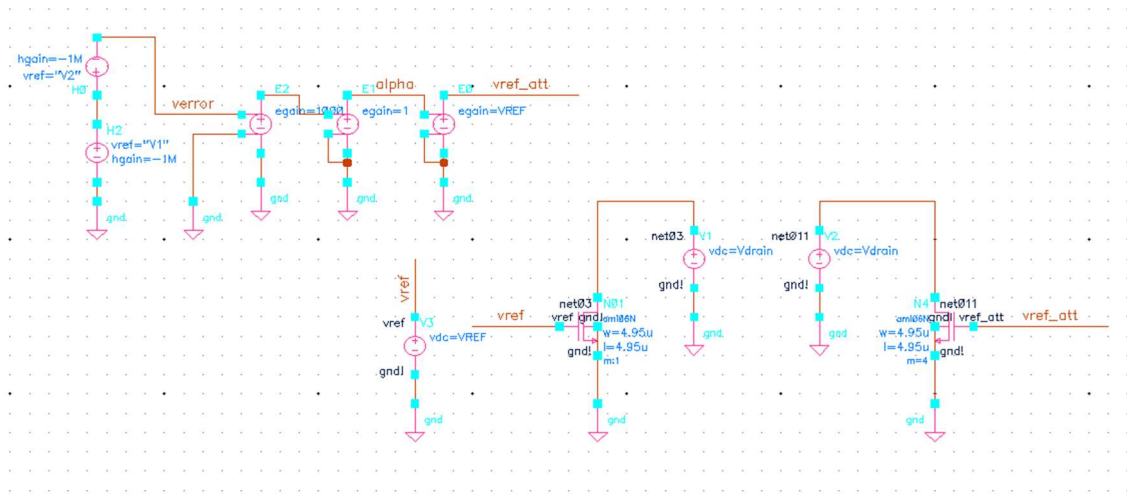 hgain=-1M
vref="V2"
H0
verror
E2
egain=1000
alpha
E1
egain=1
vref_att
E0
egain=VREF
H2
vref="V1"
hgain=-1M
gnd
gnd
gnd
gnd
gnd
net03
V1
vdc=Vdrain
gnd!
gnd
net011
V2
vdc=Vdrain
gnd!
gnd
vref
vref
V3
vdc=VREF
gnd!
gnd
vref
net03
N01
vref
gnd!
aml06N
w=4.95u
l=4.95u
m:1
gnd!
gnd
N4
net011
aml06N
gnd!
vref_att
vref_att
w=4.95u
l=4.95u
m=4
gnd!
gnd